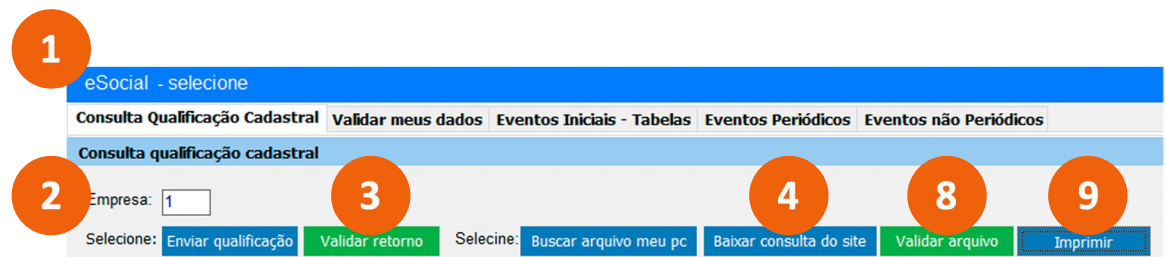 1
eSocial - selecione
Consulta Qualificação Cadastral Validar meus dados Eventos Iniciais - Tabelas Eventos Periódicos Eventos não Periódicos
Consulta qualificação cadastral
2 3 4 8 9
Empresa: 1
Selecione: Enviar qualificação Validar retorno Selecine: Buscar arquivo meu pc Baixar consulta do site Validar arquivo Imprimir